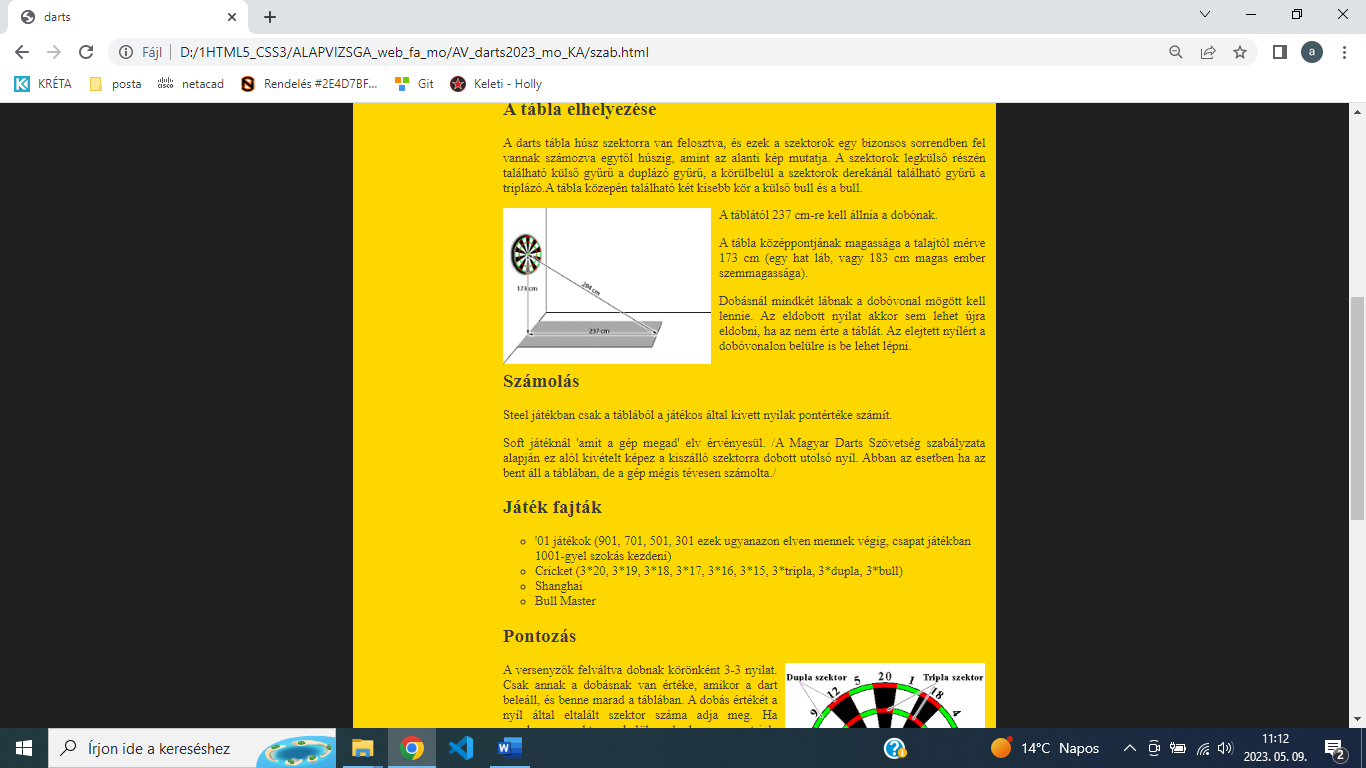 darts
Fájl D:/1HTML5_CSS3/ALAPVIZSGA_web_fa_mo/AV_darts2023_mo_KA/szab.html
a
KRÉTA posta netacad Rendelés #2E4D7BF... Git Keleti - Holly
A tábla elhelyezése
A darts tábla húsz szektorra van felosztva, és ezek a szektorok egy bizonsos sorrendben fel
vannak számozva egytől húszig, amint az alanti kép mutatja. A szektorok legkülső részén
található külső gyűrű a duplázó gyűrű, a körülbelül a szektorok derekánál található gyűrű a
triplázó.A tábla közepén található két kisebb kör a külső bull és a bull.
173 cm
294 cm
237 cm
A táblától 237 cm-re kell állnia a dobónak.
A tábla középpontjának magassága a talajtól mérve
173 cm (egy hat láb, vagy 183 cm magas ember
szemmagassága).
Dobásnál mindkét lábnak a dobóvonal mögött kell
lennie. Az eldobott nyilat akkor sem lehet újra
eldobni, ha az nem érte a táblát. Az elejtett nyílért a
dobóvonalon belülre is be lehet lépni.
Számolás
Steel játékban csak a táblából a játékos által kivett nyilak pontértéke számít.
Soft játéknál 'amit a gép megad' elv érvényesül. /A Magyar Darts Szövetség szabályzata
alapján ez alól kivételt képez a kiszálló szektorra dobott utolsó nyíl. Abban az esetben ha az
bent áll a táblában, de a gép mégis tévesen számolta./
Játék fajták
'01 játékok (901, 701, 501, 301 ezek ugyanazon elven mennek végig, csapat játékban
1001-gyel szokás kezdeni)
Cricket (3*20, 3*19, 3*18, 3*17, 3*16, 3*15, 3*tripla, 3*dupla, 3*bull)
Shanghai
Bull Master
Pontozás
A versenyzők felváltva dobnak körönként 3-3 nyilat.
Csak annak a dobásnak van értéke, amikor a dart
beleáll, és benne marad a táblában. A dobás értékét a
nyíl által eltalált szektor száma adja meg. Ha
Dupla szektor 5 20 1 Tripla szektor
9 12 18 4
Írjon ide a kereséshez
14°C Napos
11:12
2023. 05. 09.
2